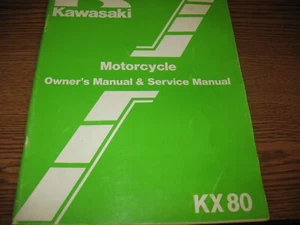 Kawasaki
Motorcycle
Owner's Manual & Service Manual
KX 80